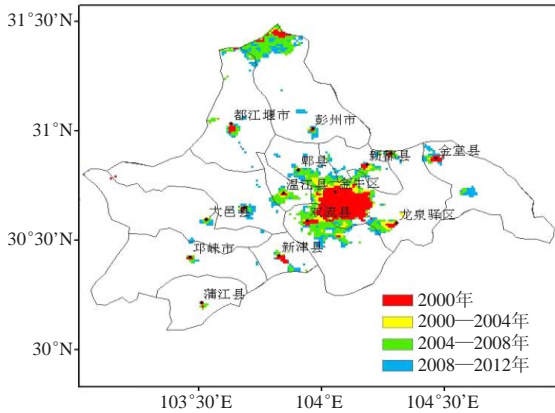 31°30′N
都江堰市
彭州市
31°N
郫县
新都县
金堂县
温江县
金牛区
双流县
龙泉驿区
大邑县
30°30′N
邛崃市
新津县
蒲江县
30°N
2000年
2000—2004年
2004—2008年
2008—2012年
103°30′E
104°E
104°30′E